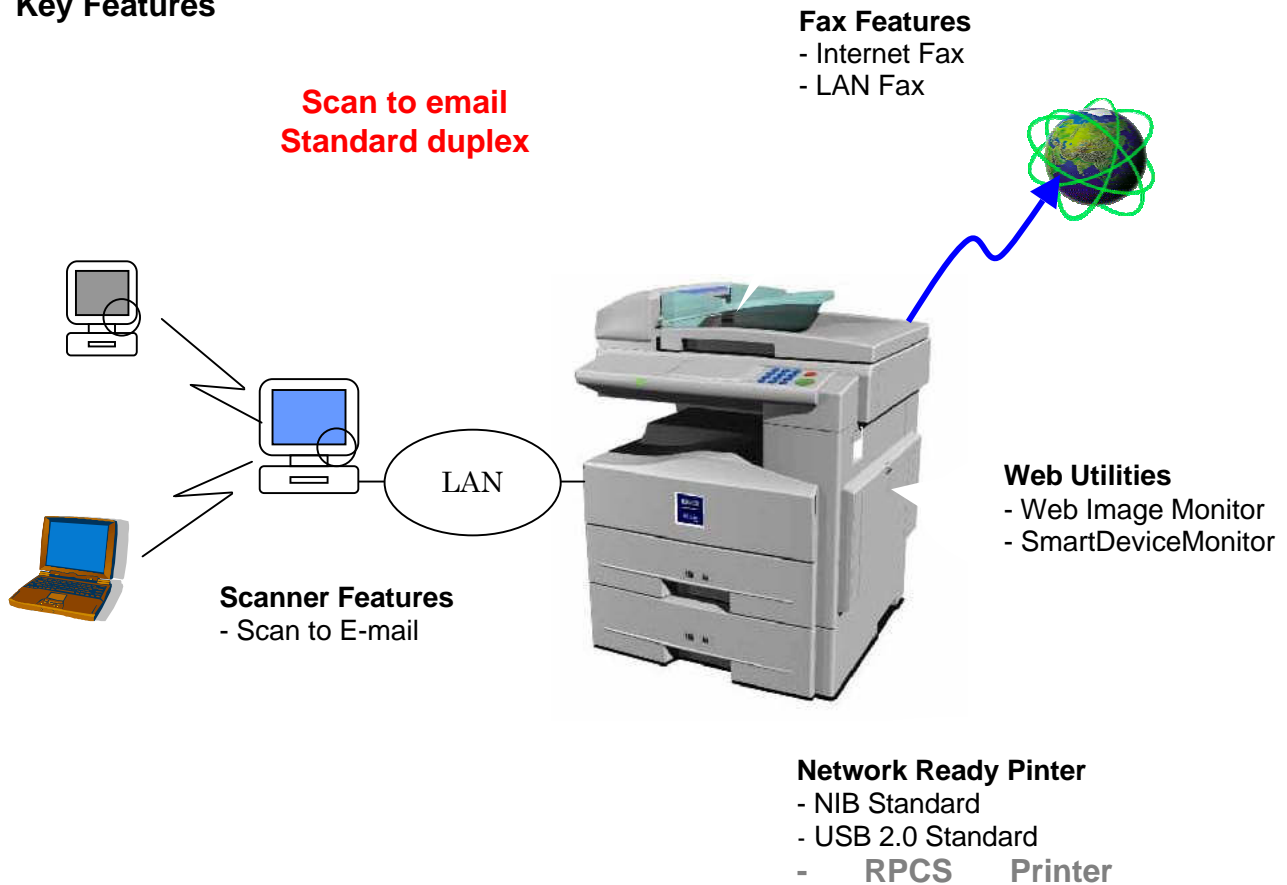 Key Features
Fax Features
- Internet Fax
- LAN Fax
Scan to email
Standard duplex
LAN
Web Utilities
- Web Image Monitor
- SmartDeviceMonitor
Scanner Features
- Scan to E-mail
Network Ready Pinter
- NIB Standard
- USB 2.0 Standard
- RPCS Printer